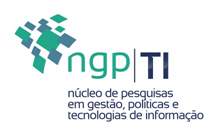 ngp|TI
núcleo de pesquisas
em gestão, políticas e
tecnologias de informação